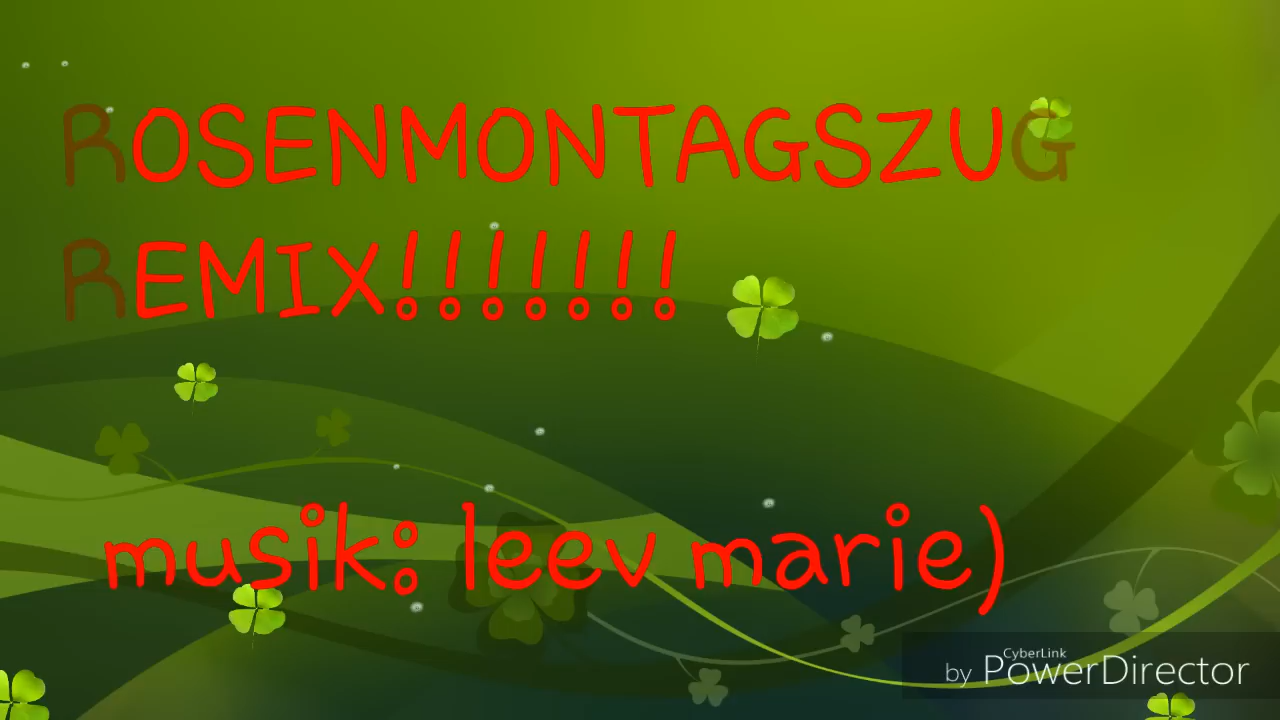 ROSENMONTAGSZUG
REMIX!!!!!!!
musik: leev marie)
CyberLink
by PowerDirector